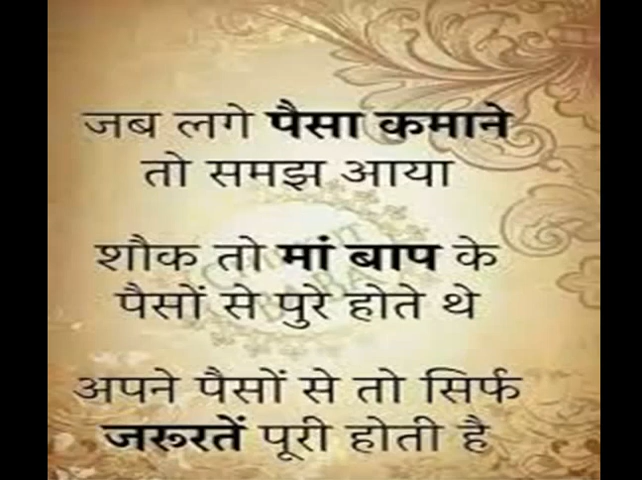 जब लगे पैसा कमाने
तो समझ आया
शौक तो मां बाप के
पैसों से पुरे होते थे
अपने पैसों से तो सिर्फ
जरूरतें पूरी होती है